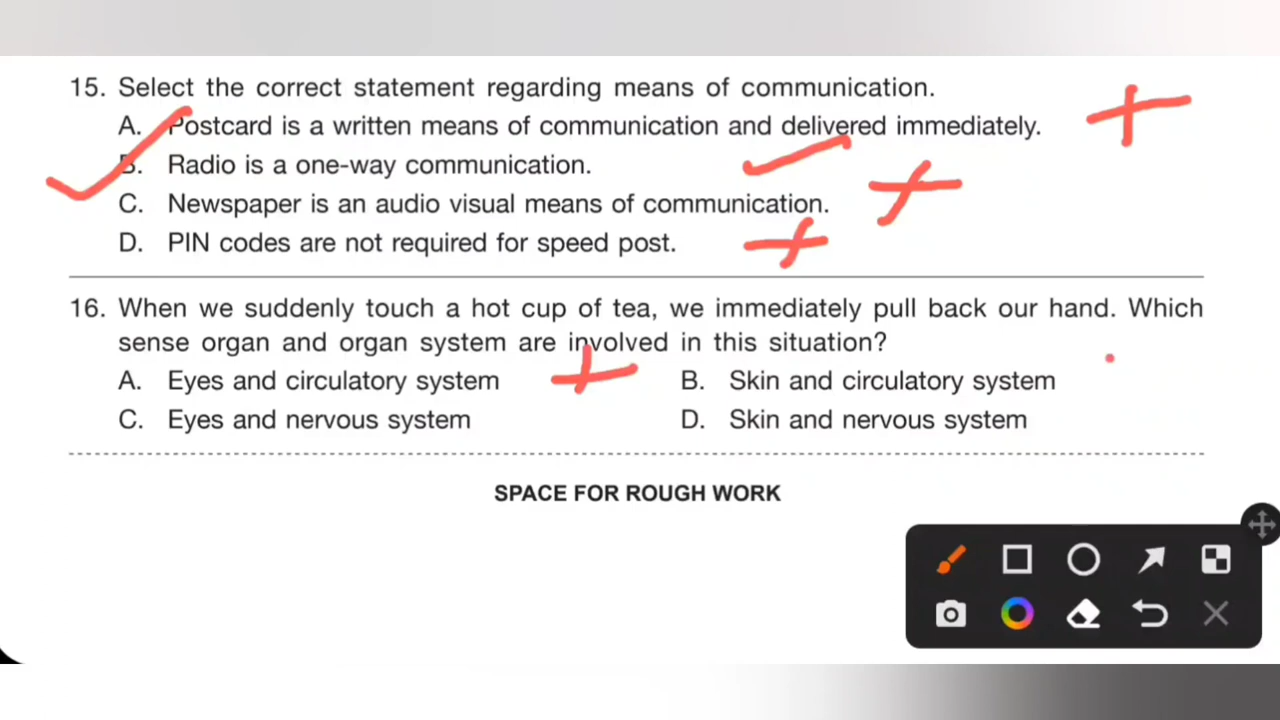 15. Select the correct statement regarding means of communication.
A. Postcard is a written means of communication and delivered immediately.
B. Radio is a one-way communication.
C. Newspaper is an audio visual means of communication.
D. PIN codes are not required for speed post.
16. When we suddenly touch a hot cup of tea, we immediately pull back our hand. Which
sense organ and organ system are involved in this situation?
A. Eyes and circulatory system B. Skin and circulatory system
C. Eyes and nervous system D. Skin and nervous system
SPACE FOR ROUGH WORK